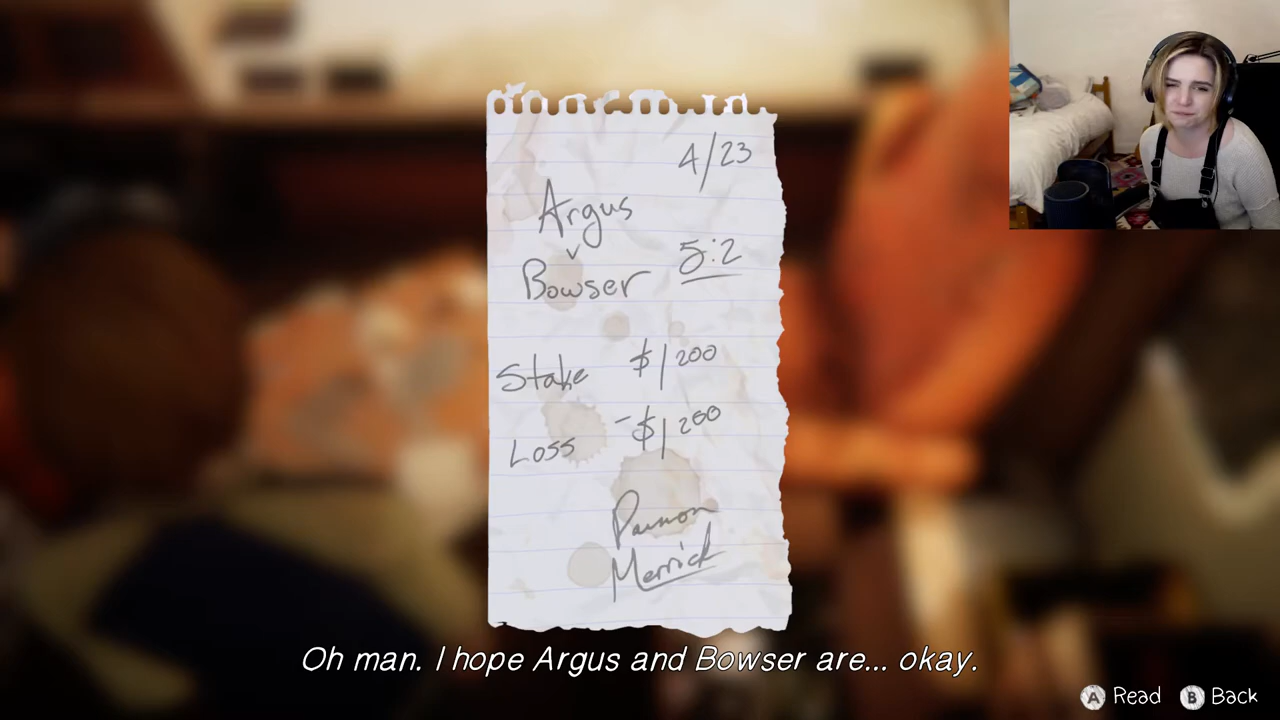 4/23
Argus
v
Bowser 5:2
Stake $1200
Loss -$1200
Merrick
Oh man. I hope Argus and Bowser are... okay.
A Read B Back